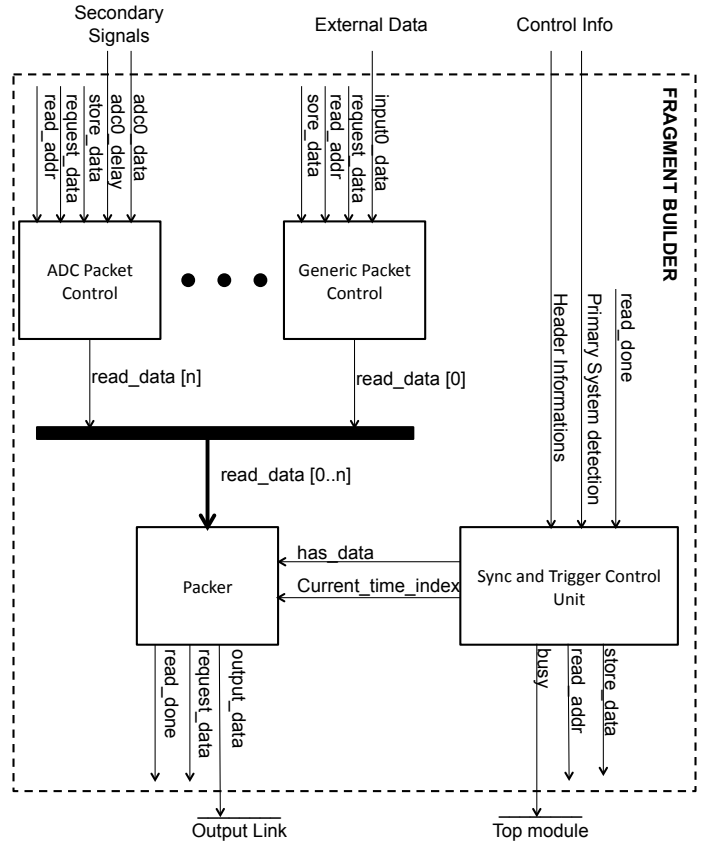 Secondary
Signals
External Data
Control Info
FRAGMENT BUILDER
read_addr
request_data
store_data
adc0_delay
adc0_data
sore_data
read_addr
request_data
input0_data
ADC Packet
Control
Generic Packet
Control
Header Informations
Primary System detection
read_done
read_data [n]
read_data [0]
read_data [0..n]
Packer
has_data
Current_time_index
Sync and Trigger Control
Unit
read_done
request_data
output_data
busy
read_addr
store_data
Output Link
Top module